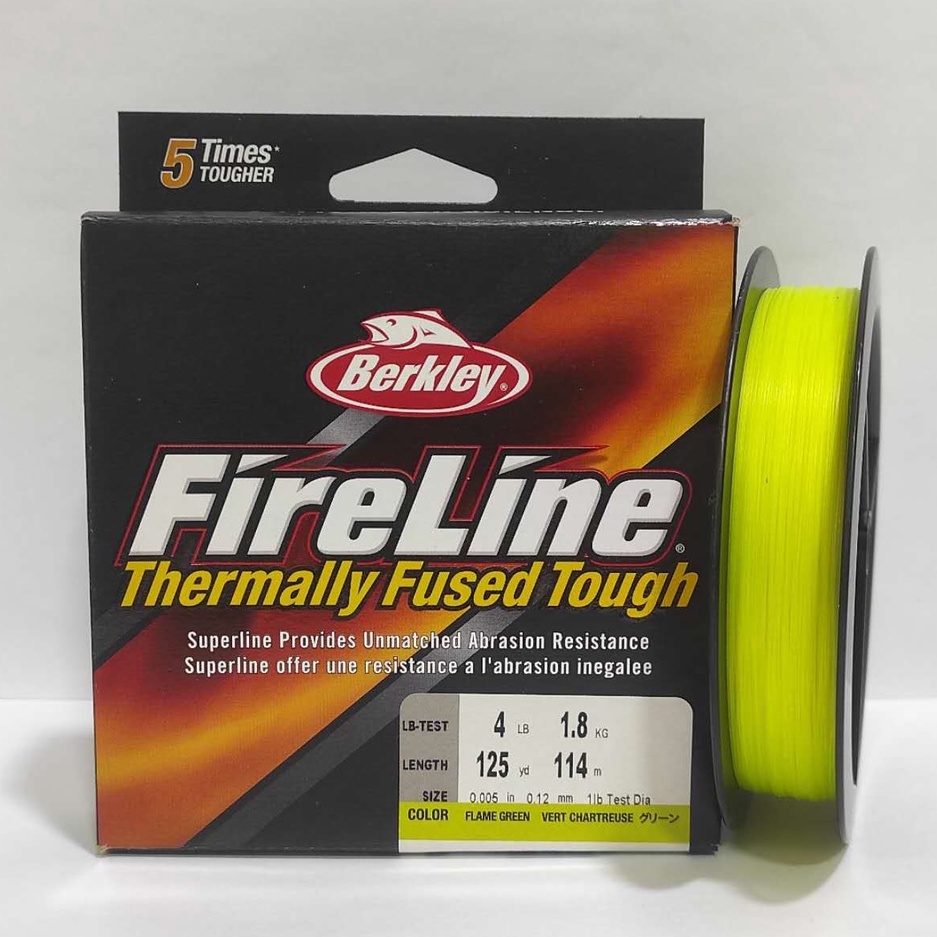 5 Times*
TOUGHER
Berkley®
FireLine®
Thermally Fused Tough
Superline Provides Unmatched Abrasion Resistance
Superline offer une resistance a l'abrasion inegalee
LB-TEST 4 LB 1.8 KG
LENGTH 125 yd 114 m
SIZE 0.005 in 0.12 mm 1lb Test Dia
COLOR FLAME GREEN VERT CHARTREUSE グリーン